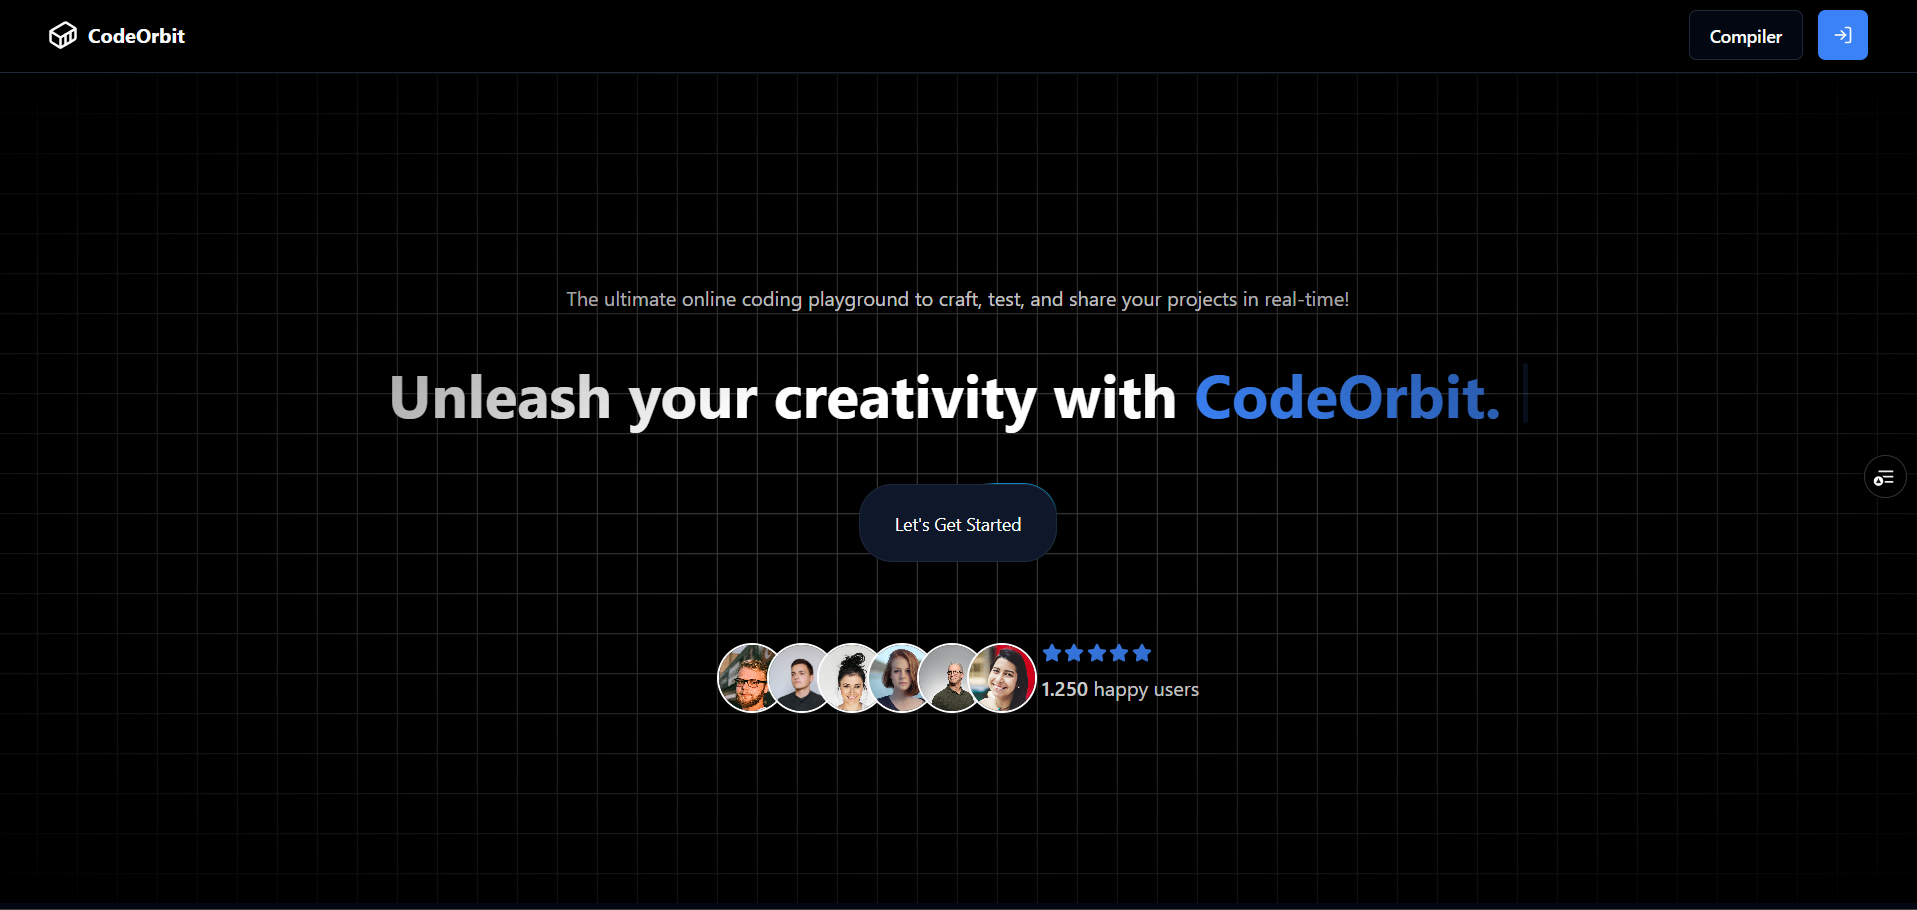 CodeOrbit
Compiler
The ultimate online coding playground to craft, test, and share your projects in real-time!
Unleash your creativity with CodeOrbit.
Let's Get Started
1.250 happy users